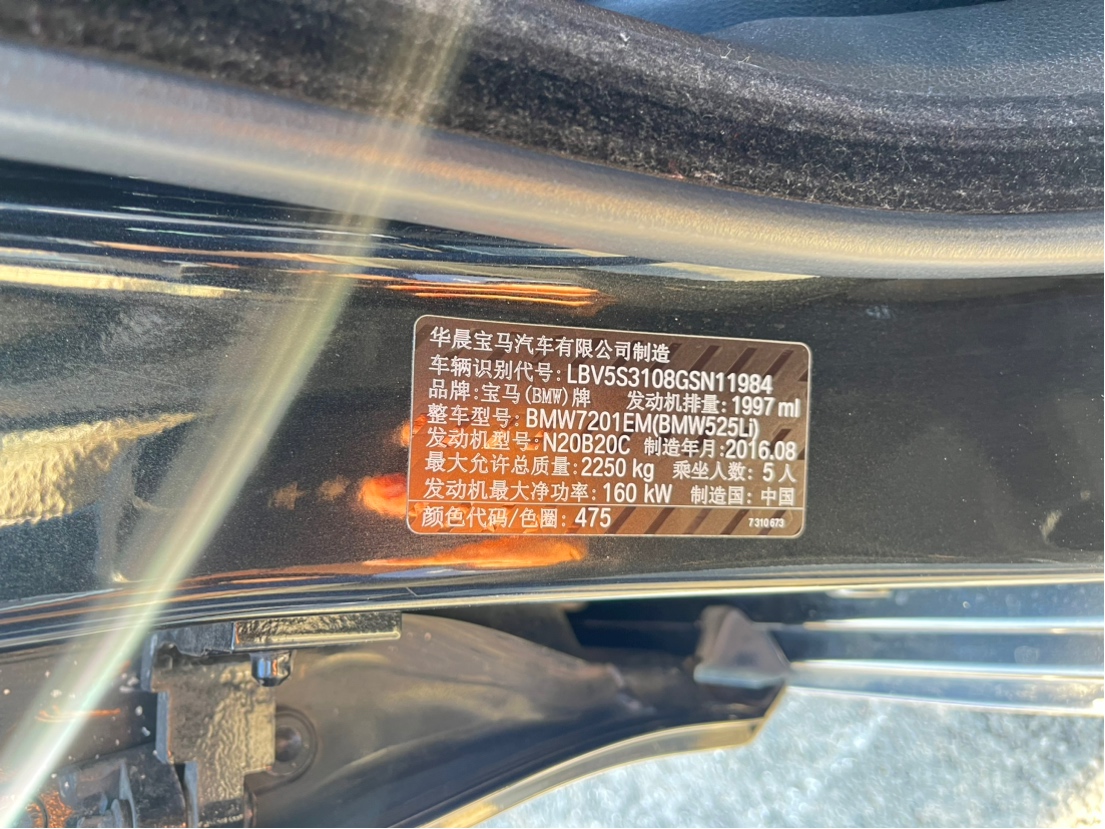 华晨宝马汽车有限公司制造
车辆识别代号: LBV5S3108GSN11984
品牌:宝马(BMW)牌 发动机排量: 1997 ml
整车型号: BMW7201EM(BMW525Li)
发动机型号:N20B20C 制造年月:2016.08
最大允许总质量: 2250 kg 乘坐人数: 5 人
发动机最大净功率: 160 kW 制造国: 中国
颜色代码/色圈: 475 7 310 673